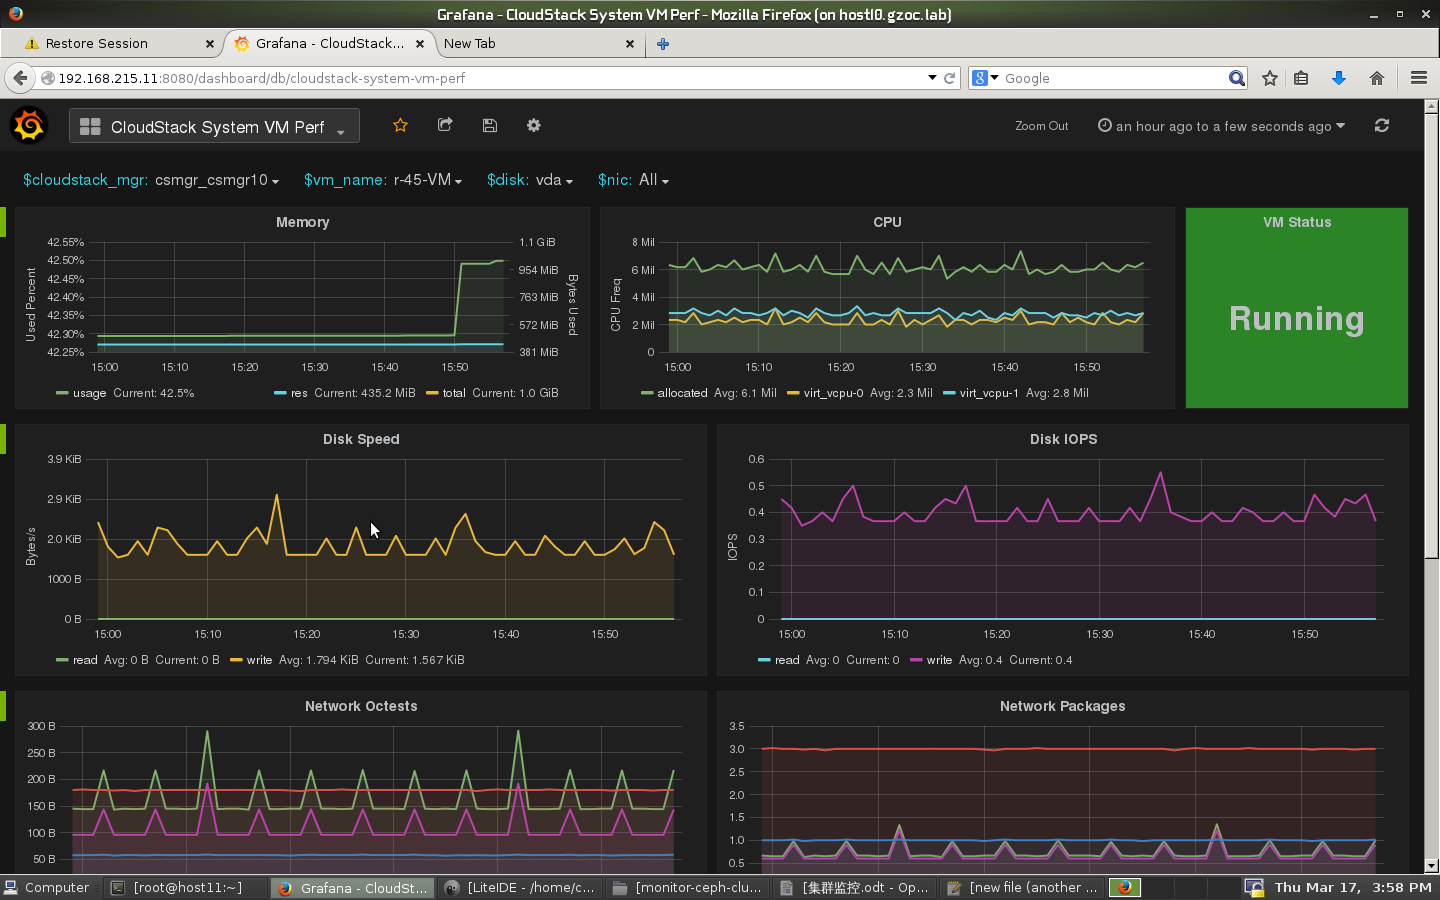 Grafana - CloudStack System VM Perf - Mozilla Firefox (on host10.gzoc.lab)
Restore Session
Grafana - CloudStack...
New Tab
192.168.215.11:8080/dashboard/db/cloudstack-system-vm-perf
8 Google
CloudStack System VM Perf
Zoom Out
an hour ago to a few seconds ago
$cloudstack_mgr: csmgr_csmgr10
$vm_name: r-45-VM
$disk: vda
$nic: All
Memory
Used Percent
42.55%
42.50%
42.45%
42.40%
42.35%
42.30%
42.25%
1.1 GiB
954 MiB
763 MiB
572 MiB
381 MiB
Bytes Used
15:00 15:10 15:20 15:30 15:40 15:50
usage Current: 42.5% res Current: 435.2 MiB total Current: 1.0 GiB
CPU
CPU Freq
8 Mil
6 Mil
4 Mil
2 Mil
0
15:00 15:10 15:20 15:30 15:40 15:50
allocated Avg: 6.1 Mil virt_vcpu-0 Avg: 2.3 Mil virt_vcpu-1 Avg: 2.8 Mil
VM Status
Running
Disk Speed
Bytes/s
3.9 KiB
2.9 KiB
2.0 KiB
1000 B
0 B
15:00 15:10 15:20 15:30 15:40 15:50
read Avg: 0 B Current: 0 B write Avg: 1.794 KiB Current: 1.567 KiB
Disk IOPS
IOPS
0.6
0.5
0.4
0.3
0.2
0.1
0
15:00 15:10 15:20 15:30 15:40 15:50
read Avg: 0 Current: 0 write Avg: 0.4 Current: 0.4
Network Octests
300 B
250 B
200 B
150 B
100 B
50 B
Network Packages
3.5
3.0
2.5
2.0
1.5
1.0
0.5
Computer
[root@host11:~]
Grafana - CloudSt...
[LiteIDE - /home/c...
[monitor-ceph-clu...
[集群监控.odt - Op...
[new file (another ...
Thu Mar 17, 3:58 PM